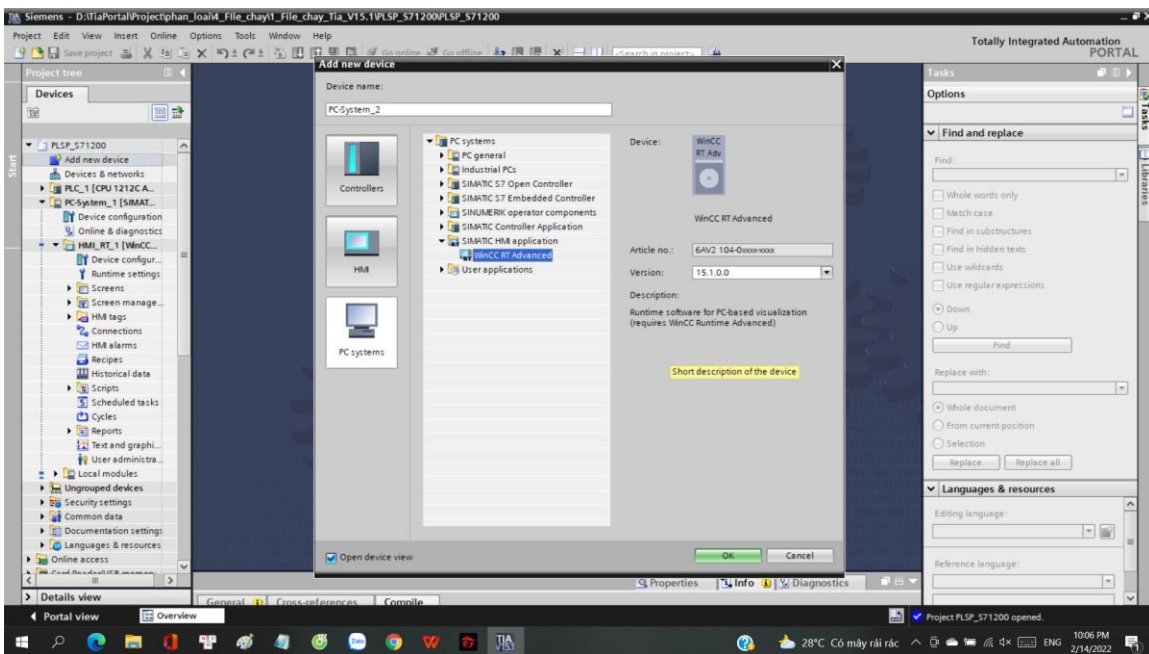 Siemens - D:\TiaPortal\Project\phan_loai\4_FIle_chay\1_File_chay_Tia_V15.1\PLSP_S71200\PLSP_S71200
Project Edit View Insert Online Options Tools Window Help
Totally Integrated Automation
PORTAL
Save project
Go online
Go offline
<Search in project>
Project tree
Devices
Start
PLSP_S71200
Add new device
Devices & networks
PLC_1 [CPU 1212C A...
PC-System_1 [SIMAT...
Device configuration
Online & diagnostics
HMI_RT_1 [WinCC...
Device configur...
Runtime settings
Screens
Screen manage...
HMI tags
Connections
HMI alarms
Recipes
Historical data
Scripts
Scheduled tasks
Cycles
Reports
Text and graphi...
User administra...
Local modules
Ungrouped devices
Security settings
Common data
Documentation settings
Languages & resources
Online access
Card Reader/USB memory
Details view
Add new device
Device name:
PC-System_2
Controllers
HMI
PC systems
PC systems
PC general
Industrial PCs
SIMATIC S7 Open Controller
SIMATIC S7 Embedded Controller
SINUMERIK operator components
SIMATIC Controller Application
SIMATIC HMI application
WinCC RT Advanced
User applications
Device:
WinCC
RT Adv
WinCC RT Advanced
Article no.: 6AV2 104-0xxxx-xxxx
Version: 15.1.0.0
Description:
Runtime software for PC-based visualization
(requires WinCC Runtime Advanced)
Short description of the device
Open device view
OK
Cancel
Properties
Info
Diagnostics
General
Cross-references
Compile
Tasks
Options
Find and replace
Find:
Whole words only
Match case
Find in substructures
Find in hidden texts
Use wildcards
Use regular expressions
Down
Up
Find
Replace with:
Whole document
From current position
Selection
Replace
Replace all
Languages & resources
Editing language:
Reference language:
Tasks
Libraries
Portal view
Overview
Project PLSP_S71200 opened.
28°C Có mây rải rác
ENG
10:06 PM
2/14/2022